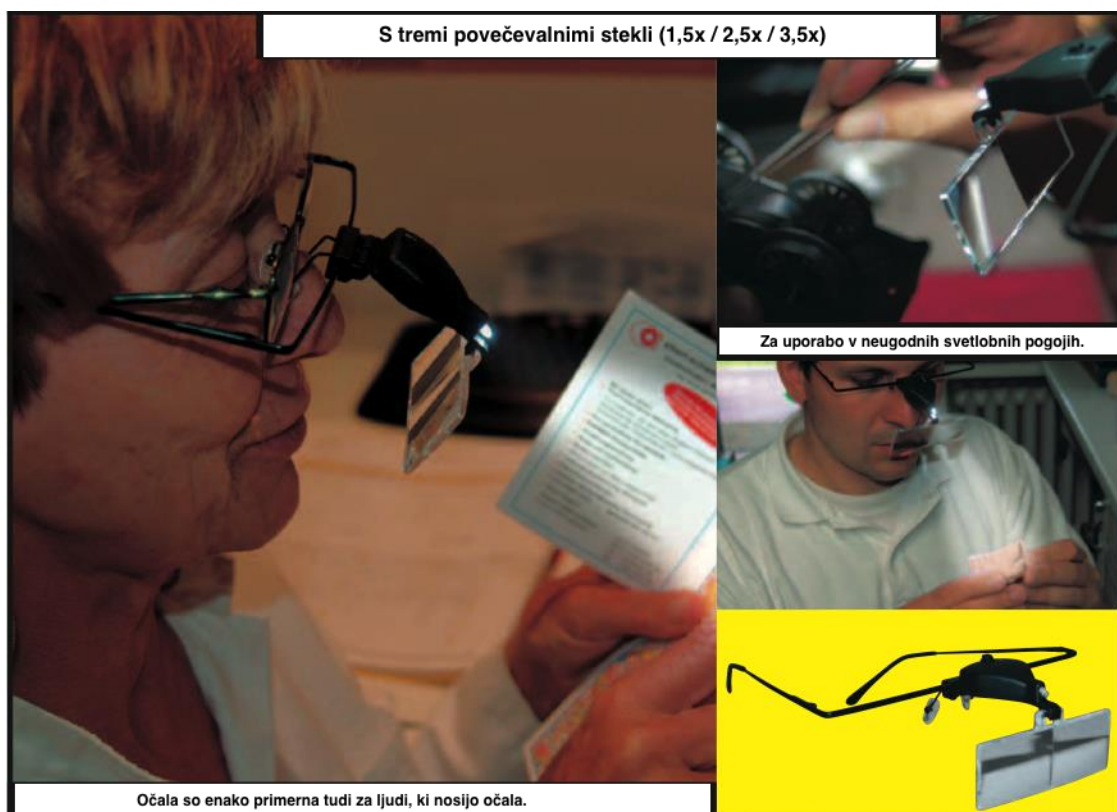 S tremi povečevalnimi stekli (1,5x / 2,5x / 3,5x)
Za uporabo v neugodnih svetlobnih pogojih.
Očala so enako primerna tudi za ljudi, ki nosijo očala.